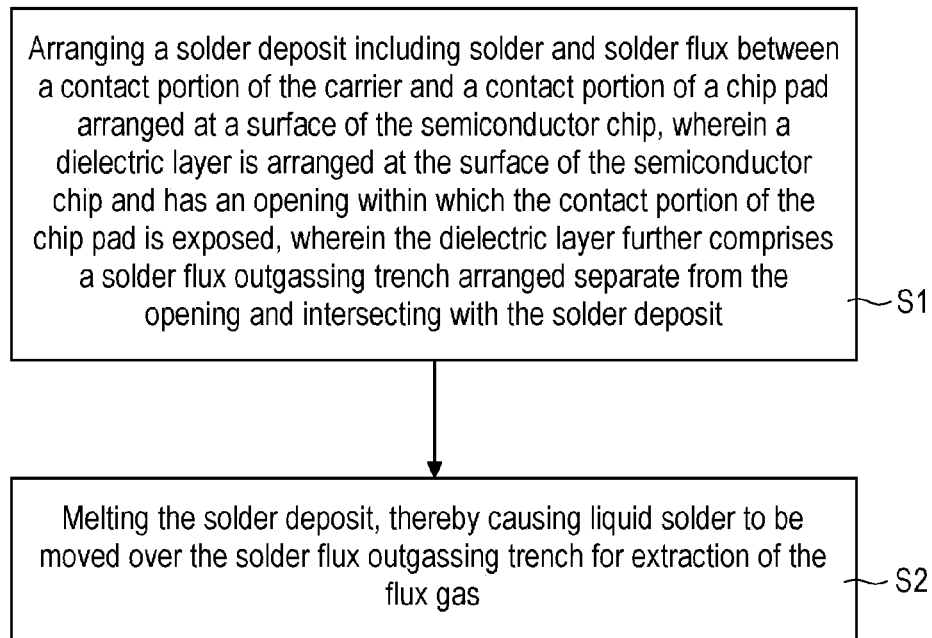 Arranging a solder deposit including solder and solder flux between
a contact portion of the carrier and a contact portion of a chip pad
arranged at a surface of the semiconductor chip, wherein a
dielectric layer is arranged at the surface of the semiconductor
chip and has an opening within which the contact portion of the
chip pad is exposed, wherein the dielectric layer further comprises
a solder flux outgassing trench arranged separate from the
opening and intersecting with the solder deposit
S1
Melting the solder deposit, thereby causing liquid solder to be
moved over the solder flux outgassing trench for extraction of the
flux gas
S2